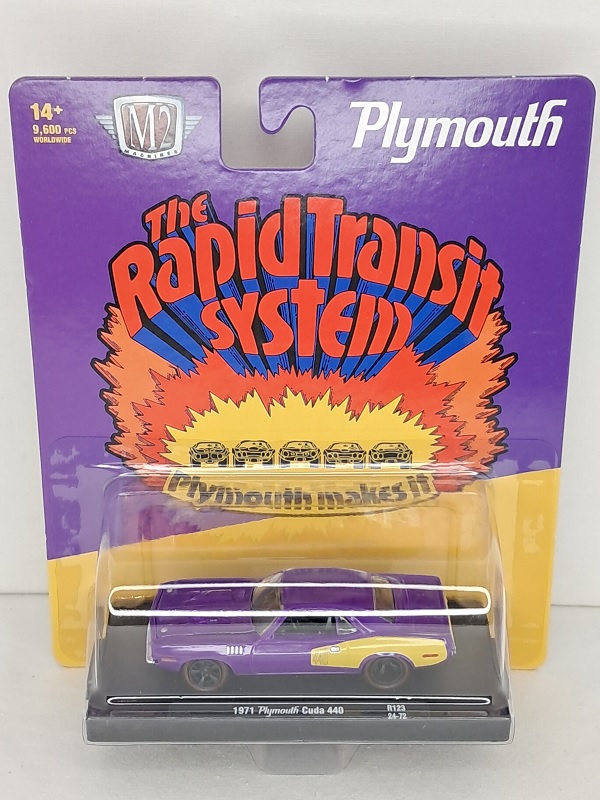 14+
9,600 PCS
WORLDWIDE
M2
MACHINES
Plymouth
The
Rapid Transit
System
Plymouth makes it
440
1971 Plymouth Cuda 440
R123
24-72